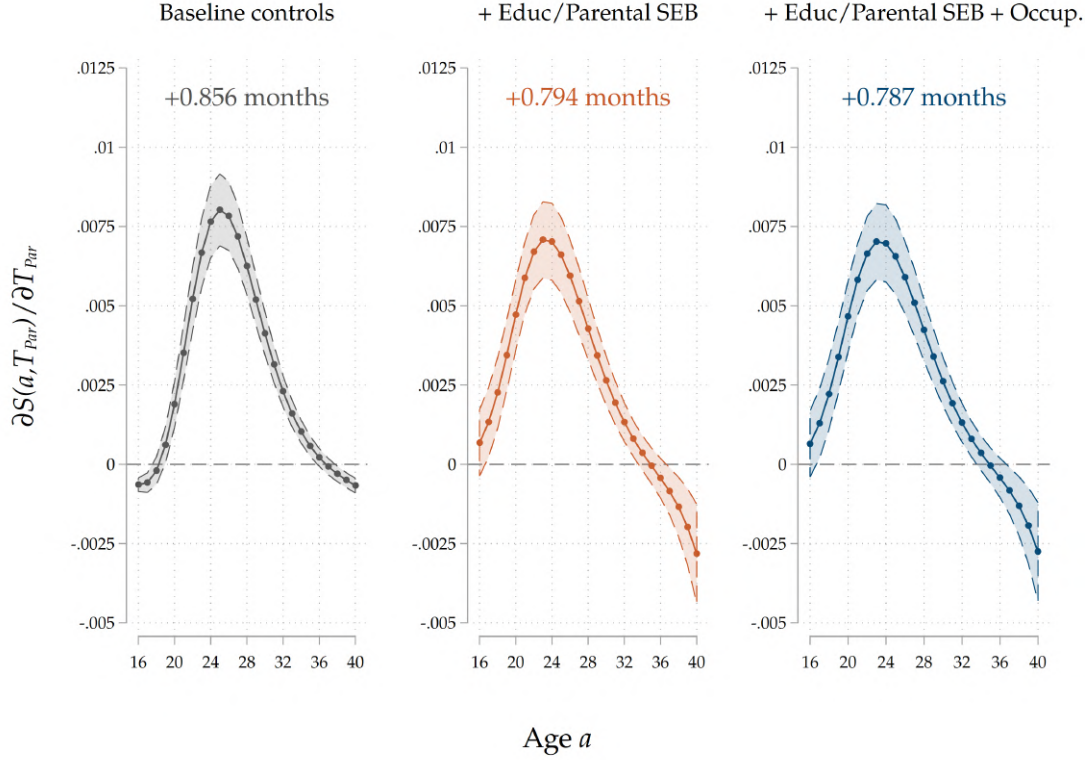 Baseline controls
+ Educ/Parental SEB
+ Educ/Parental SEB + Occup.
∂S(a,T_Par)/∂T_Par
.0125
.01
.0075
.005
.0025
0
-.0025
-.005
+0.856 months
16 20 24 28 32 36 40
.0125
.01
.0075
.005
.0025
0
-.0025
-.005
+0.794 months
16 20 24 28 32 36 40
.0125
.01
.0075
.005
.0025
0
-.0025
-.005
+0.787 months
16 20 24 28 32 36 40
Age a